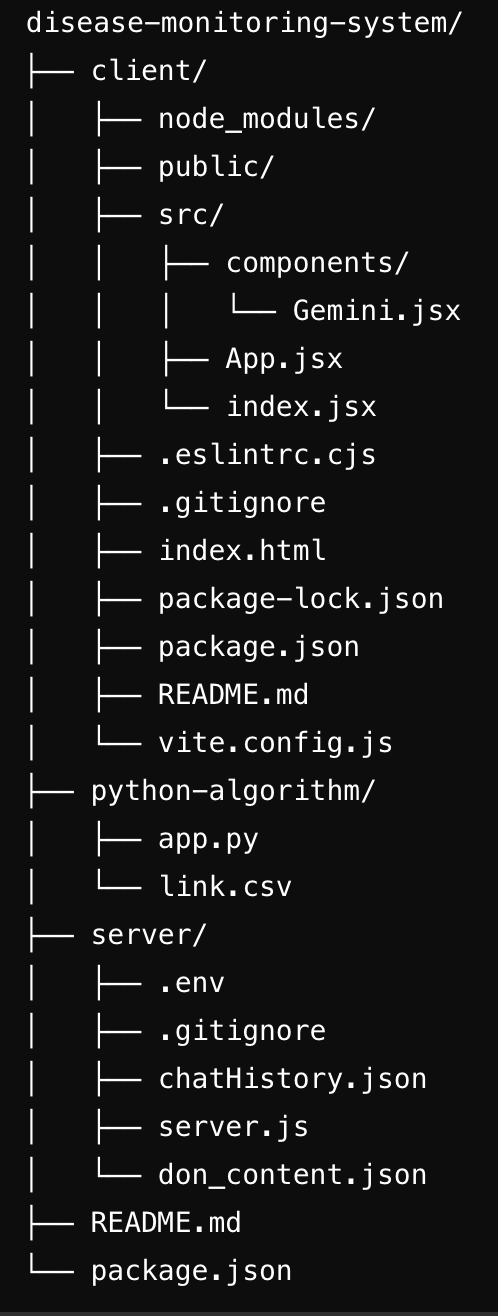 disease-monitoring-system/
├── client/
│   ├── node_modules/
│   ├── public/
│   ├── src/
│   │   ├── components/
│   │   │   └── Gemini.jsx
│   │   ├── App.jsx
│   │   └── index.jsx
│   ├── .eslintrc.cjs
│   ├── .gitignore
│   ├── index.html
│   ├── package-lock.json
│   ├── package.json
│   ├── README.md
│   └── vite.config.js
├── python-algorithm/
│   ├── app.py
│   └── link.csv
├── server/
│   ├── .env
│   ├── .gitignore
│   ├── chatHistory.json
│   ├── server.js
│   └── don_content.json
├── README.md
└── package.json